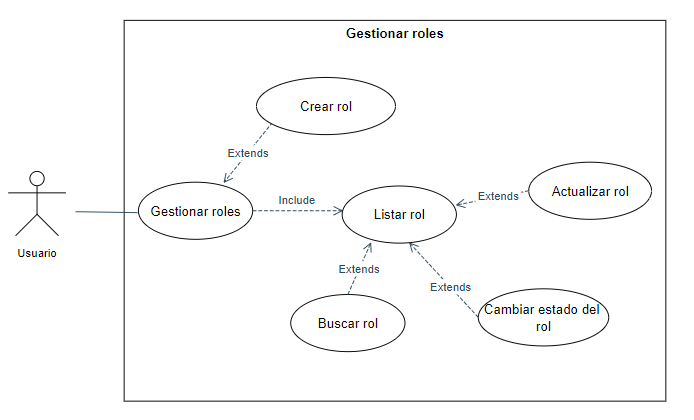 Gestionar roles
Crear rol
Extends
Actualizar rol
Extends
Include
Gestionar roles
Listar rol
Usuario
Extends
Extends
Cambiar estado del
rol
Buscar rol